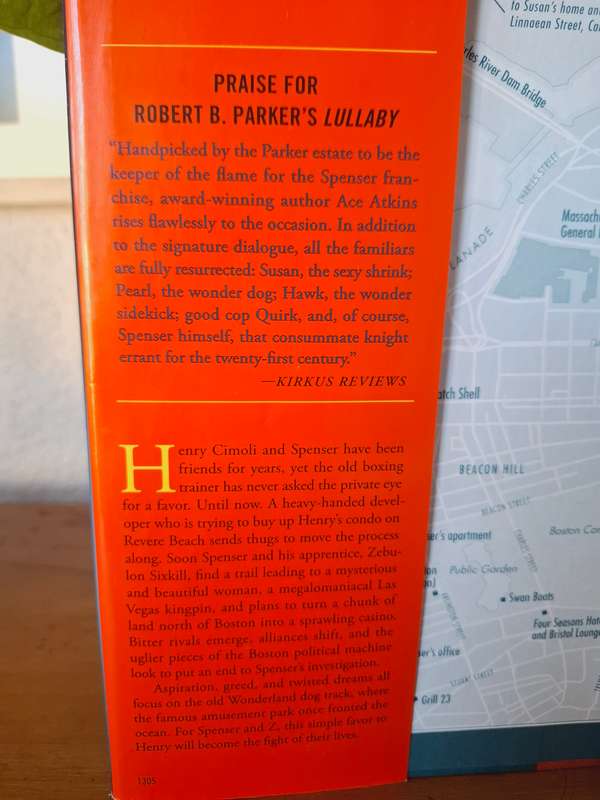 PRAISE FOR
ROBERT B. PARKER'S LULLABY
"Handpicked by the Parker estate to be the
keeper of the flame for the Spenser fran-
chise, award-winning author Ace Atkins
rises flawlessly to the occasion. In addition
to the signature dialogue, all the familiars
are fully resurrected: Susan, the sexy shrink;
Pearl, the wonder dog; Hawk, the wonder
sidekick; good cop Quirk, and, of course,
Spenser himself, that consummate knight
errant for the twenty-first century."
—KIRKUS REVIEWS
Henry Cimoli and Spenser have been
friends for years, yet the old boxing
trainer has never asked the private eye
for a favor. Until now. A heavy-handed devel-
oper who is trying to buy up Henry's condo on
Revere Beach sends thugs to move the process
along. Soon Spenser and his apprentice, Zebu-
lon Sixkill, find a trail leading to a mysterious
and beautiful woman, a megalomaniacal Las
Vegas kingpin, and plans to turn a chunk of
land north of Boston into a sprawling casino.
Bitter rivals emerge, alliances shift, and the
uglier pieces of the Boston political machine
look to put an end to Spenser's investigation.
Aspiration, greed, and twisted dreams all
focus on the old Wonderland dog track, where
the famous amusement park once fronted the
ocean. For Spenser and Z, this simple favor to
Henry will become the fight of their lives.
1305
to Susan's home an
Linnaean Street, Ca
rles River Dam Bridge
CHARLES STREET
Massach
General
LANADE
atch Shell
BEACON HILL
BEACON STREET
CHARLES STREET
Boston Co
ser's apartment
Public Garden
Swan Boats
Four Seasons Hot
and Bristol Loung
ser's office
STUART STREET
Grill 23